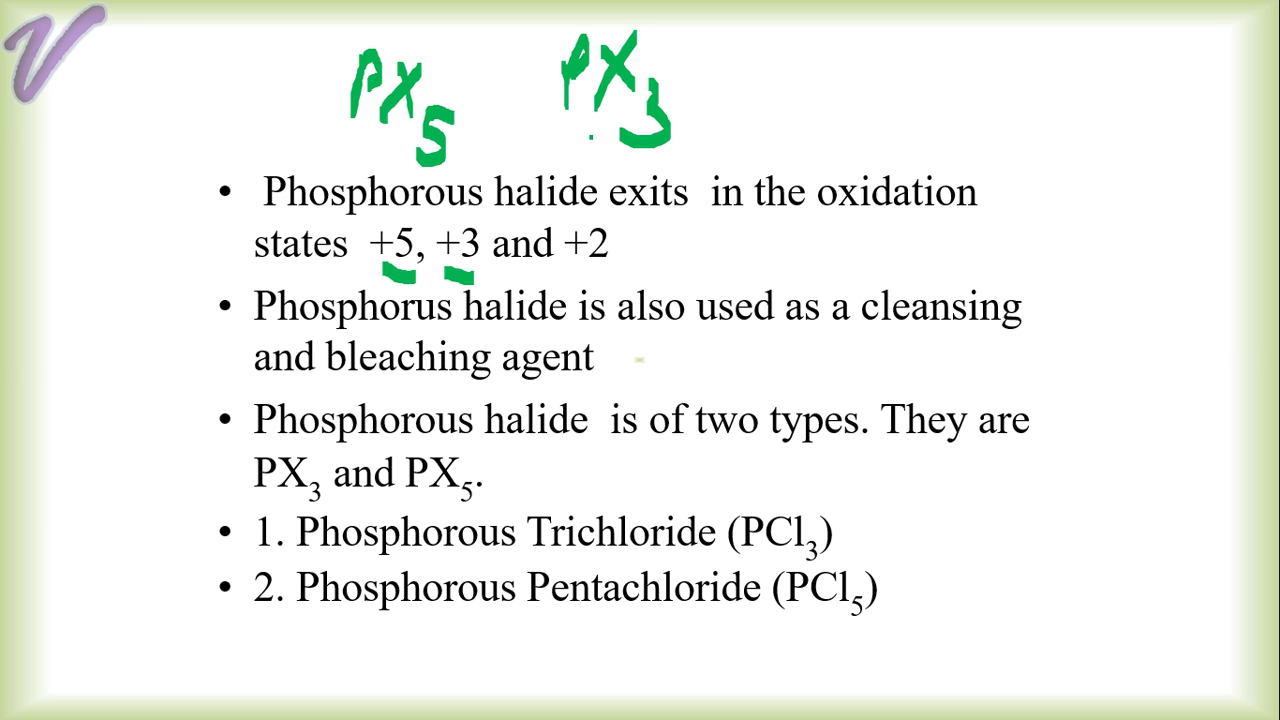 V
PX5 PX3
• Phosphorous halide exits in the oxidation
states +5, +3 and +2
• Phosphorus halide is also used as a cleansing
and bleaching agent
• Phosphorous halide is of two types. They are
PX₃ and PX₅.
• 1. Phosphorous Trichloride (PCl₃)
• 2. Phosphorous Pentachloride (PCl₅)